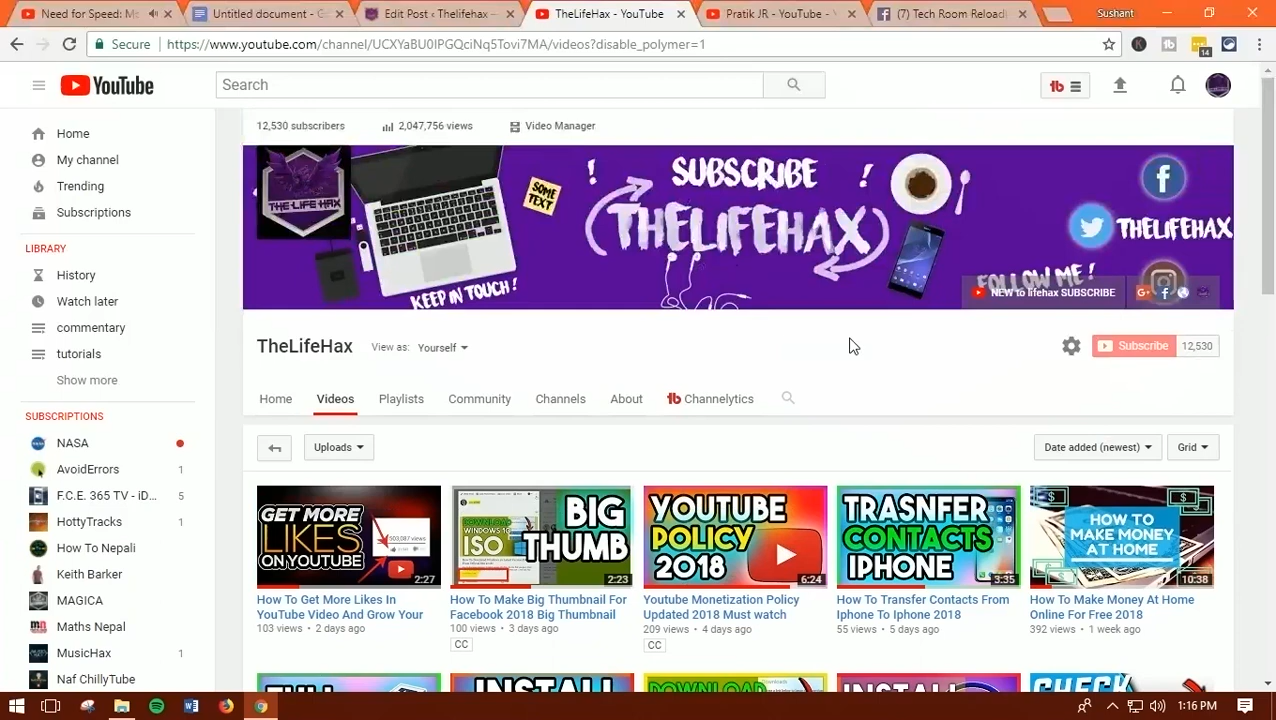 Need for Speed: M
Untitled document - G
Edit Post ‹ Thelifehax —
TheLifeHax - YouTube
Pratik JR - YouTube -
(7) Tech Room Reload
Sushant
Secure
https://www.youtube.com/channel/UCXYaBU0IPGQciNq5Tovi7MA/videos?disable_polymer=1
14
YouTube
Search
Home
My channel
Trending
Subscriptions
LIBRARY
History
Watch later
commentary
tutorials
Show more
SUBSCRIPTIONS
NASA
AvoidErrors 1
F.C.E. 365 TV - iD... 5
HottyTracks 1
How To Nepali
Keith Barker
MAGICA
Maths Nepal
MusicHax 1
Naf ChillyTube
12,530 subscribers
2,047,756 views
Video Manager
THE LIFE HAX
SOME
TEXT
KEEP IN TOUCH !
! SUBSCRIBE !
THELIFEHAX
THELIFEHAX
FOLLOW ME !
NEW to lifehax SUBSCRIBE
TheLifeHax
View as: Yourself
Subscribe 12,530
Home
Videos
Playlists
Community
Channels
About
Channelytics
Uploads
Date added (newest)
Grid
GET MORE
LIKES
ON YOUTUBE
503,087 views
2:27
How To Get More Likes In
YouTube Video And Grow Your
103 views • 2 days ago
BIG
THUMB
DOWNLOAD
WINDOWS 10
ISO
2:23
How To Make Big Thumbnail For
Facebook 2018 Big Thumbnail
100 views • 3 days ago
CC
YOUTUBE
POLICY
2018
6:24
Youtube Monetization Policy
Updated 2018 Must watch
209 views • 4 days ago
CC
TRASNFER
CONTACTS
IPHONE
3:35
How To Transfer Contacts From
Iphone To Iphone 2018
55 views • 5 days ago
HOW TO
MAKE MONEY
AT HOME
10:38
How To Make Money At Home
Online For Free 2018
392 views • 1 week ago
INSTALL
DOWNLOAD
INSTALL
CHECK
1:16 PM